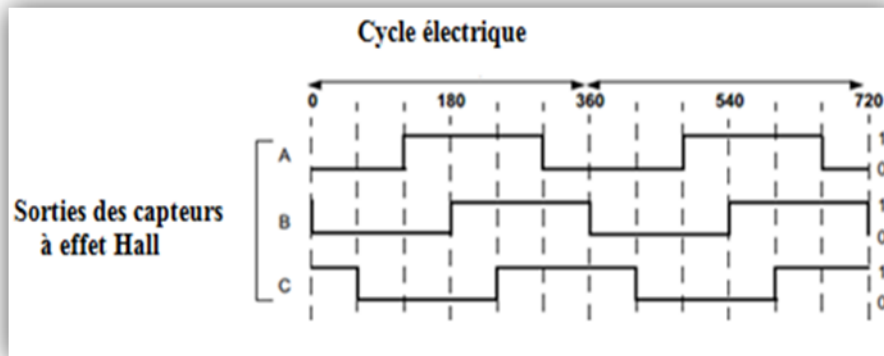 Cycle électrique
0 180 360 540 720
A 1
0
Sorties des capteurs
à effet Hall
B 1
0
C 1
0